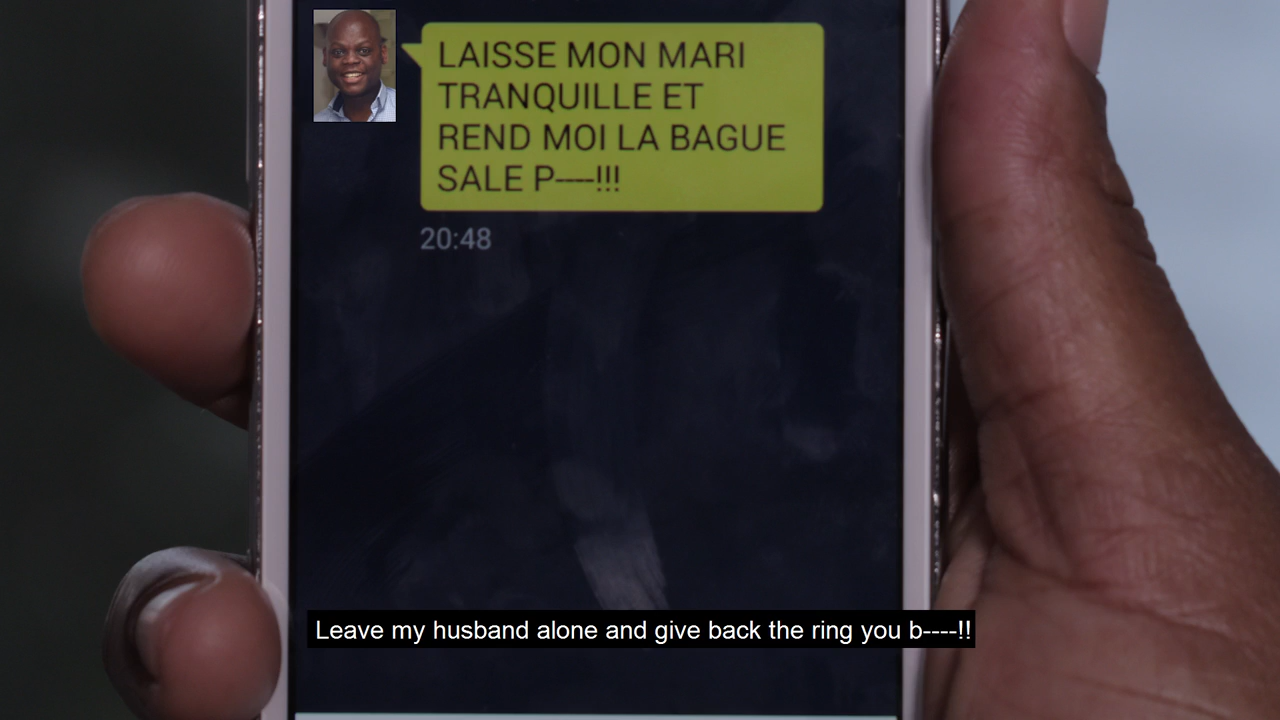 LAISSE MON MARI
TRANQUILLE ET
REND MOI LA BAGUE
SALE P----!!!
20:48
Leave my husband alone and give back the ring you b----!!